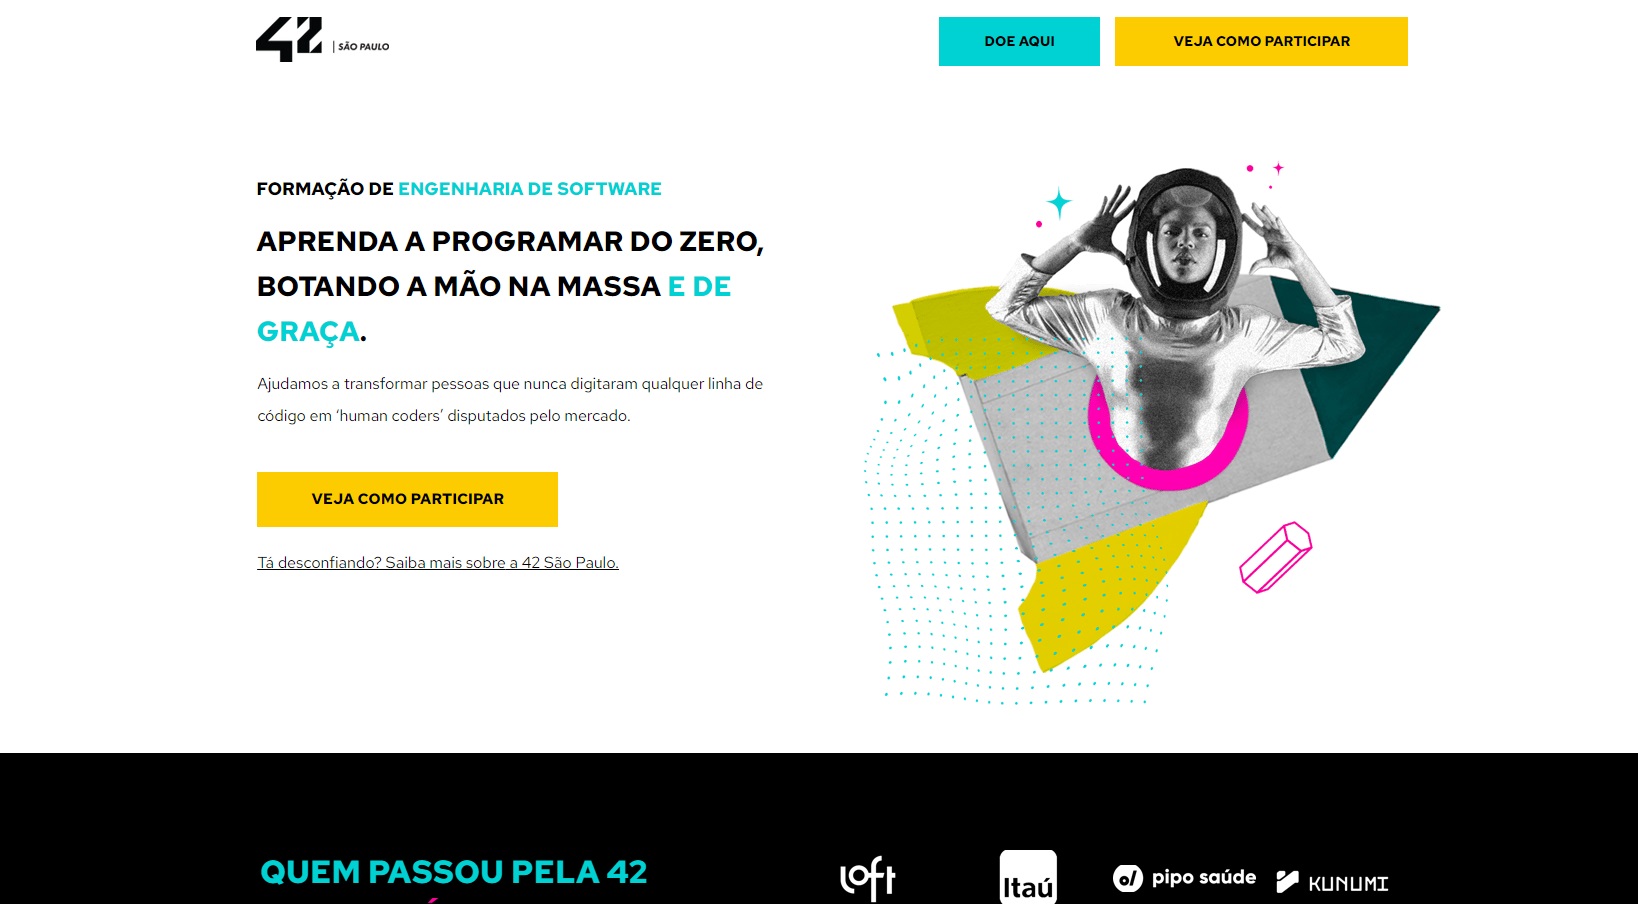 42 | SÃO PAULO
DOE AQUI
VEJA COMO PARTICIPAR
FORMAÇÃO DE ENGENHARIA DE SOFTWARE
APRENDA A PROGRAMAR DO ZERO,
BOTANDO A MÃO NA MASSA E DE
GRAÇA.
Ajudamos a transformar pessoas que nunca digitaram qualquer linha de
código em ‘human coders’ disputados pelo mercado.
VEJA COMO PARTICIPAR
Tá desconfiando? Saiba mais sobre a 42 São Paulo.
QUEM PASSOU PELA 42
loft
Itaú
pipo saúde
KUNUMI